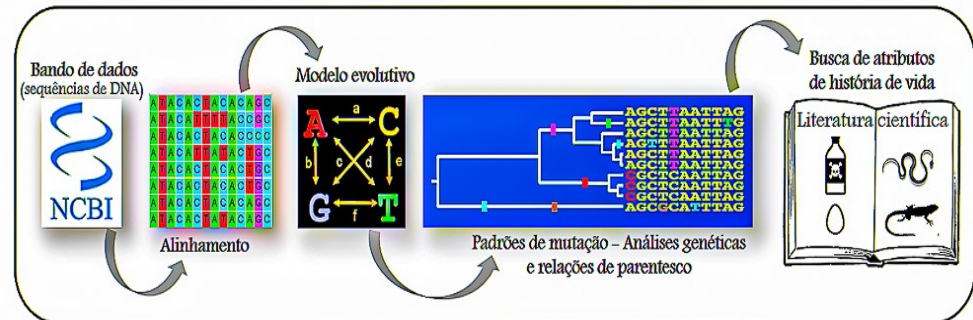 Bando de dados
(sequências de DNA)
NCBI
ATACACTACACAGC
ATACATTTTACCGC
ATACACTACACCCC
ATACATTATACTGC
ATACACTACACTGC
ATACACTACACTGC
ATACACTATACAGC
Alinhamento
Modelo evolutivo
A a C
b c d e
G f T
AGCTTAATTAG
AGCTTAATTTG
AGCTTAATTAG
AGTTTAATTAG
AGCTTAATTAG
AGCTTAATTAG
CGCTCAATTAG
CGCTCAATTAG
CGCTCAATTAG
AGCGCATTTAG
Padrões de mutação – Análises genéticas
e relações de parentesco
Busca de atributos
de história de vida
Literatura científica